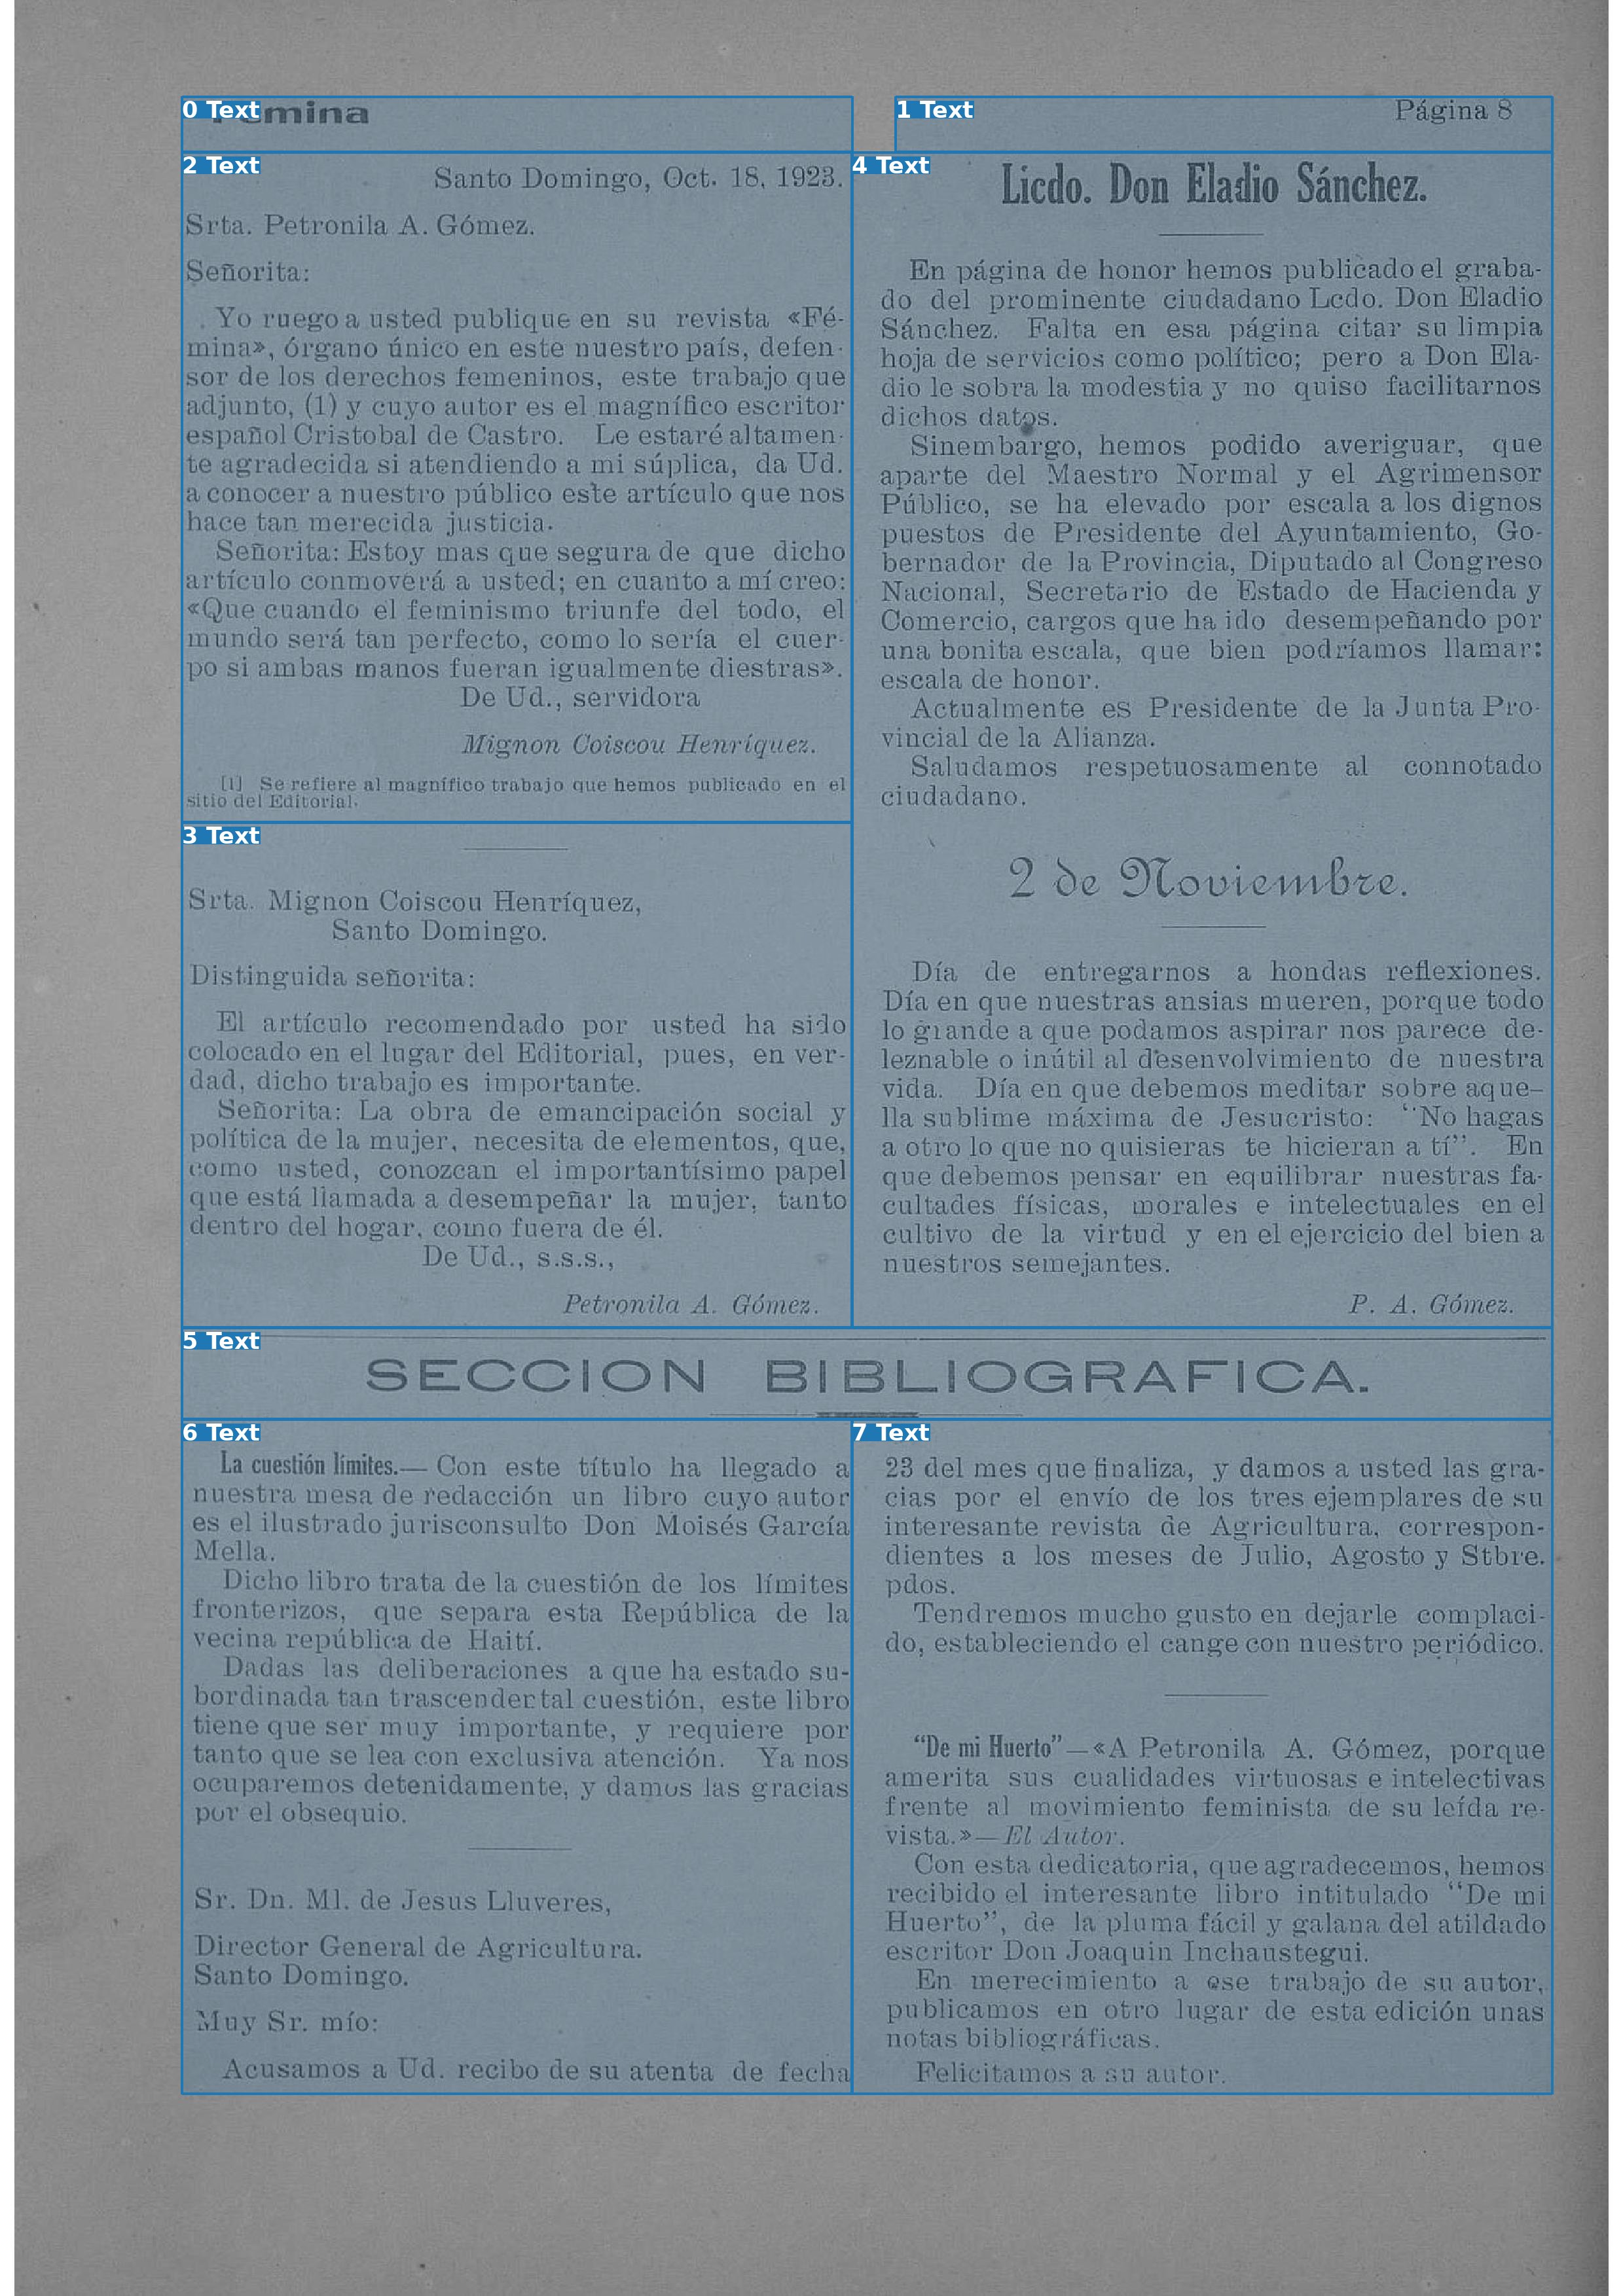 Fémina
Página 8
Santo Domingo, Oct. 18, 1923.
Srta. Petronila A. Gómez.
Señorita:
Yo ruego a usted publique en su revista «Fé-
mina», órgano único en este nuestro país, defen-
sor de los derechos femeninos, este trabajo que
adjunto, (1) y cuyo autor es el magnífico escritor
español Cristobal de Castro. Le estaré altamen-
te agradecida si atendiendo a mi súplica, da Ud.
a conocer a nuestro público este artículo que nos
hace tan merecida justicia.
Señorita: Estoy mas que segura de que dicho
artículo conmoverá a usted; en cuanto a mí creo:
«Que cuando el feminismo triunfe del todo, el
mundo será tan perfecto, como lo sería el cuer-
po si ambas manos fueran igualmente diestras».
De Ud., servidora
Mignon Coiscou Henríquez.
[1] Se refiere al magnífico trabajo que hemos publicado en el
sitio del Editorial.
Srta. Mignon Coiscou Henríquez,
Santo Domingo.
Distinguida señorita:
El artículo recomendado por usted ha sido
colocado en el lugar del Editorial, pues, en ver-
dad, dicho trabajo es importante.
Señorita: La obra de emancipación social y
política de la mujer, necesita de elementos, que,
como usted, conozcan el importantísimo papel
que está llamada a desempeñar la mujer, tanto
dentro del hogar, como fuera de él.
De Ud., s.s.s.,
Petronila A. Gómez.
Licdo. Don Eladio Sánchez.
En página de honor hemos publicado el graba-
do del prominente ciudadano Lcdo. Don Eladio
Sánchez. Falta en esa página citar su limpia
hoja de servicios como político; pero a Don Ela-
dio le sobra la modestia y no quiso facilitarnos
dichos datos.
Sinembargo, hemos podido averiguar, que
aparte del Maestro Normal y el Agrimensor
Público, se ha elevado por escala a los dignos
puestos de Presidente del Ayuntamiento, Go-
bernador de la Provincia, Diputado al Congreso
Nacional, Secretario de Estado de Hacienda y
Comercio, cargos que ha ido desempeñando por
una bonita escala, que bien podríamos llamar:
escala de honor.
Actualmente es Presidente de la Junta Pro-
vincial de la Alianza.
Saludamos respetuosamente al connotado
ciudadano.
2 de Noviembre.
Día de entregarnos a hondas reflexiones.
Día en que nuestras ansias mueren, porque todo
lo grande a que podamos aspirar nos parece de-
leznable o inútil al desenvolvimiento de nuestra
vida. Día en que debemos meditar sobre aque-
lla sublime máxima de Jesucristo: "No hagas
a otro lo que no quisieras te hicieran a tí". En
que debemos pensar en equilibrar nuestras fa-
cultades físicas, morales e intelectuales en el
cultivo de la virtud y en el ejercicio del bien a
nuestros semejantes.
P. A. Gómez.
SECCION BIBLIOGRAFICA.
La cuestión límites.— Con este título ha llegado a
nuestra mesa de redacción un libro cuyo autor
es el ilustrado jurisconsulto Don Moisés García
Mella.
Dicho libro trata de la cuestión de los límites
fronterizos, que separa esta República de la
vecina república de Haití.
Dadas las deliberaciones a que ha estado su-
bordinada tan trascendertal cuestión, este libro
tiene que ser muy importante, y requiere por
tanto que se lea con exclusiva atención. Ya nos
ocuparemos detenidamente, y damos las gracias
por el obsequio.
Sr. Dn. Ml. de Jesus Lluveres,
Director General de Agricultura.
Santo Domingo.
Muy Sr. mío:
Acusamos a Ud. recibo de su atenta de fecha
23 del mes que finaliza, y damos a usted las gra-
cias por el envío de los tres ejemplares de su
interesante revista de Agricultura, correspon-
dientes a los meses de Julio, Agosto y Stbre.
pdos.
Tendremos mucho gusto en dejarle complaci-
do, estableciendo el cange con nuestro periódico.
"De mi Huerto"—«A Petronila A. Gómez, porque
amerita sus cualidades virtuosas e intelectivas
frente al movimiento feminista de su leída re-
vista.»—El Autor.
Con esta dedicatoria, que agradecemos, hemos
recibido el interesante libro intitulado "De mi
Huerto", de la pluma fácil y galana del atildado
escritor Don Joaquin Inchaustegui.
En merecimiento a ese trabajo de su autor,
publicamos en otro lugar de esta edición unas
notas bibliográficas.
Felicitamos a su autor.
0 Text
1 Text
2 Text
3 Text
4 Text
5 Text
6 Text
7 Text